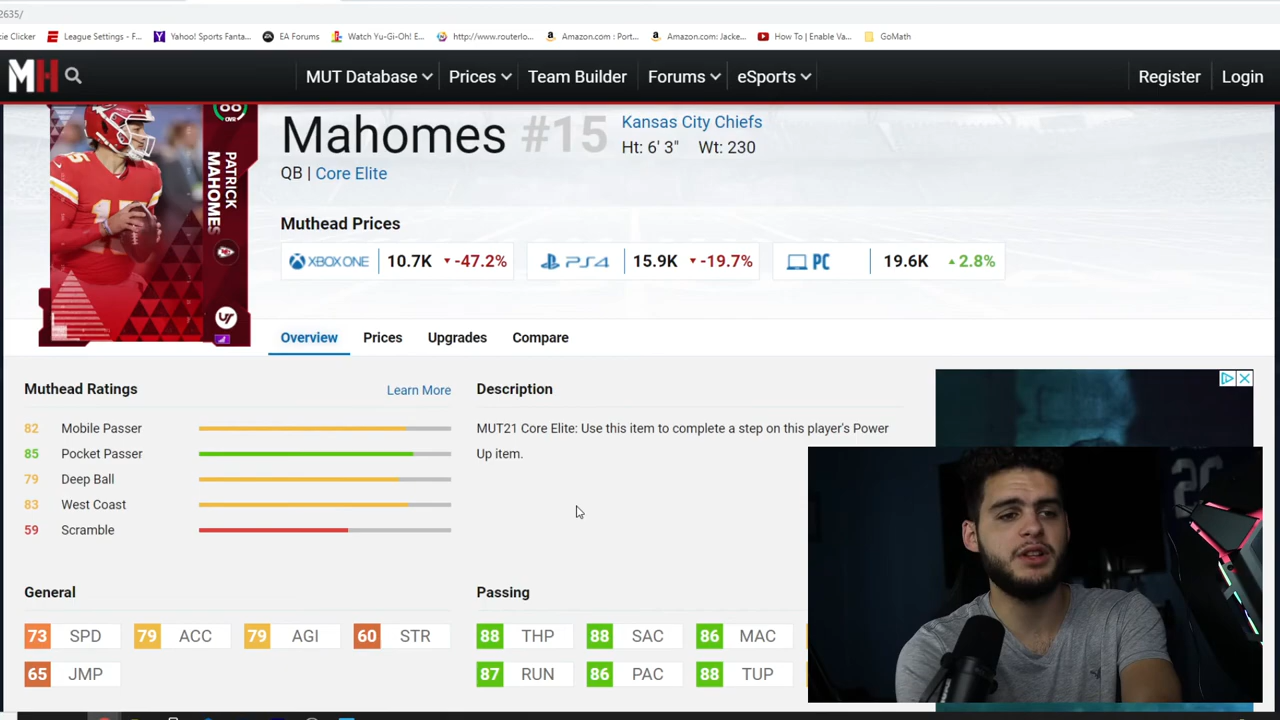 2635/
ie Clicker League Settings - F... Yahoo! Sports Fanta... EA Forums Watch Yu-Gi-Oh! E... http://www.routerlo... Amazon.com : Port... Amazon.com: Jacke... How To | Enable Va... GoMath
MH MUT Database Prices Team Builder Forums eSports Register Login
88
OVR
PATRICK
MAHOMES
Mahomes #15
Kansas City Chiefs
Ht: 6' 3" Wt: 230
QB | Core Elite
Muthead Prices
XBOX ONE 10.7K -47.2% PS4 15.9K -19.7% PC 19.6K 2.8%
Overview Prices Upgrades Compare
Muthead Ratings Learn More
82 Mobile Passer
85 Pocket Passer
79 Deep Ball
83 West Coast
59 Scramble
Description
MUT21 Core Elite: Use this item to complete a step on this player's Power
Up item.
General
73 SPD 79 ACC 79 AGI 60 STR
65 JMP
Passing
88 THP 88 SAC 86 MAC
87 RUN 86 PAC 88 TUP